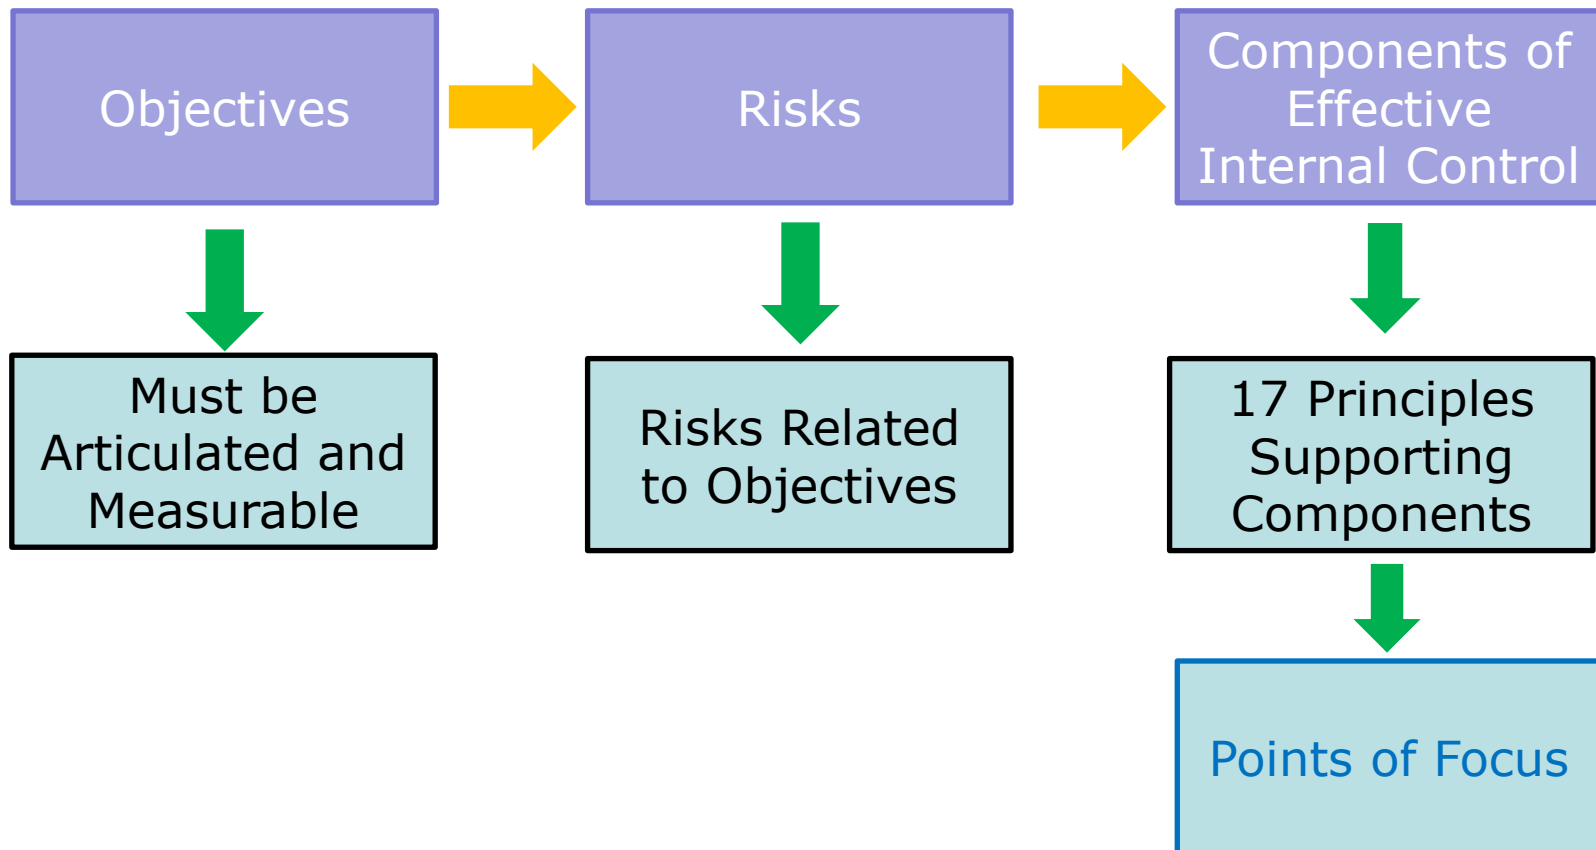 Objectives
Risks
Components of
Effective
Internal Control
Must be
Articulated and
Measurable
Risks Related
to Objectives
17 Principles
Supporting
Components
Points of Focus